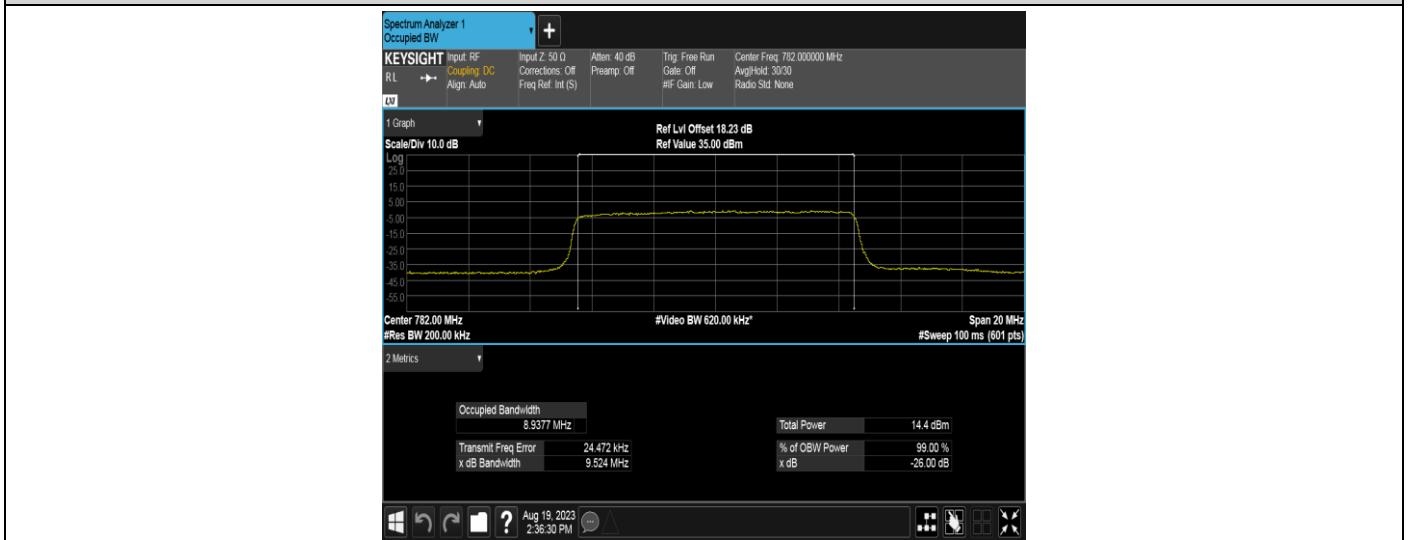 Spectrum Analyzer 1
Occupied BW
+
KEYSIGHT
R L
LXI
Input: RF
Coupling: DC
Align: Auto
Input Z: 50 Ω
Corrections: Off
Freq Ref: Int (S)
Atten: 40 dB
Preamp: Off
Trig: Free Run
Gate: Off
#IF Gain: Low
Center Freq: 782.000000 MHz
Avg|Hold: 30/30
Radio Std: None
1 Graph
Scale/Div 10.0 dB
Ref Lvl Offset 18.23 dB
Ref Value 35.00 dBm
Log
25.0
15.0
5.00
-5.00
-15.0
-25.0
-35.0
-45.0
-55.0
Center 782.00 MHz
#Res BW 200.00 kHz
#Video BW 620.00 kHz*
Span 20 MHz
#Sweep 100 ms (601 pts)
2 Metrics
Occupied Bandwidth
8.9377 MHz
Transmit Freq Error 24.472 kHz
x dB Bandwidth 9.524 MHz
Total Power 14.4 dBm
% of OBW Power 99.00 %
x dB -26.00 dB
?
Aug 19, 2023
2:36:30 PM